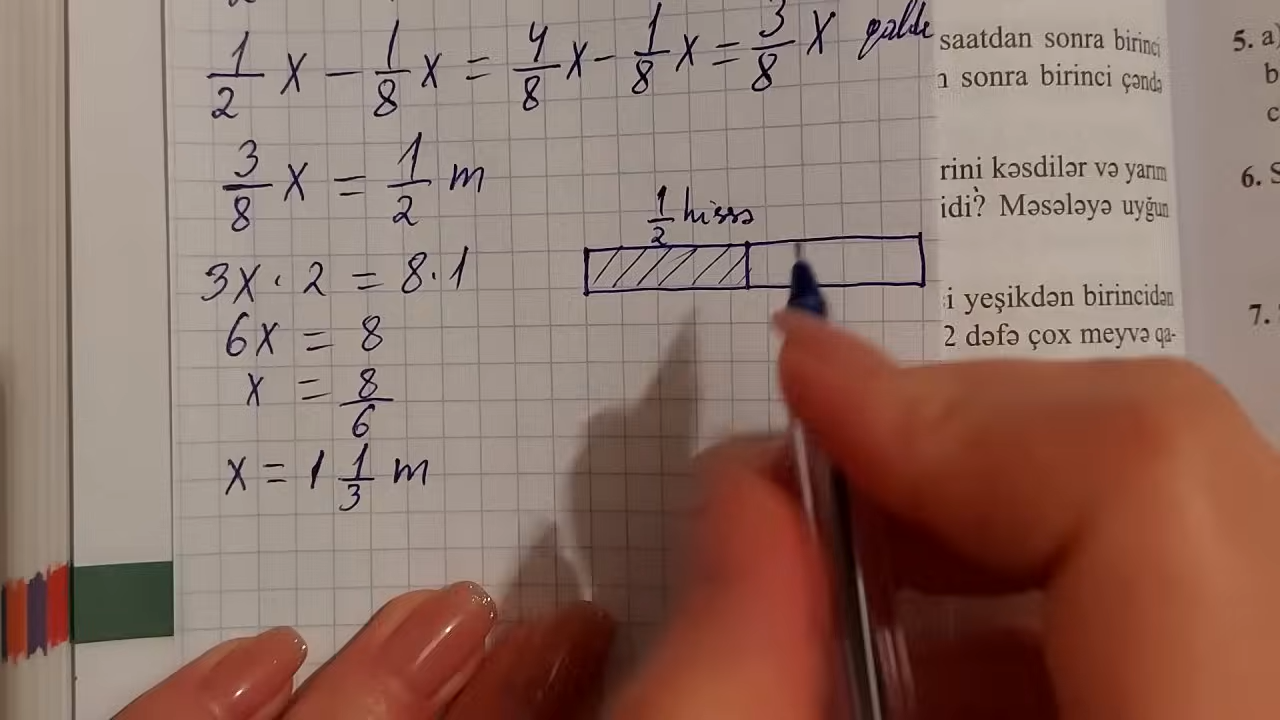 1/2 x − 1/8 x = 4/8 x − 1/8 x = 3/8 x qaldı
3/8 x = 1/2 m
3x · 2 = 8 · 1
6x = 8
x = 8/6
x = 1 1/3 m
1/2 hissə
saatdan sonra birinci
sonra birinci çəndə
rini kəsdilər və yarım
idi? Məsələyə uyğun
i yeşikdən birincidən
2 dəfə çox meyvə qa-
5. a)
b
c
6. S
7.